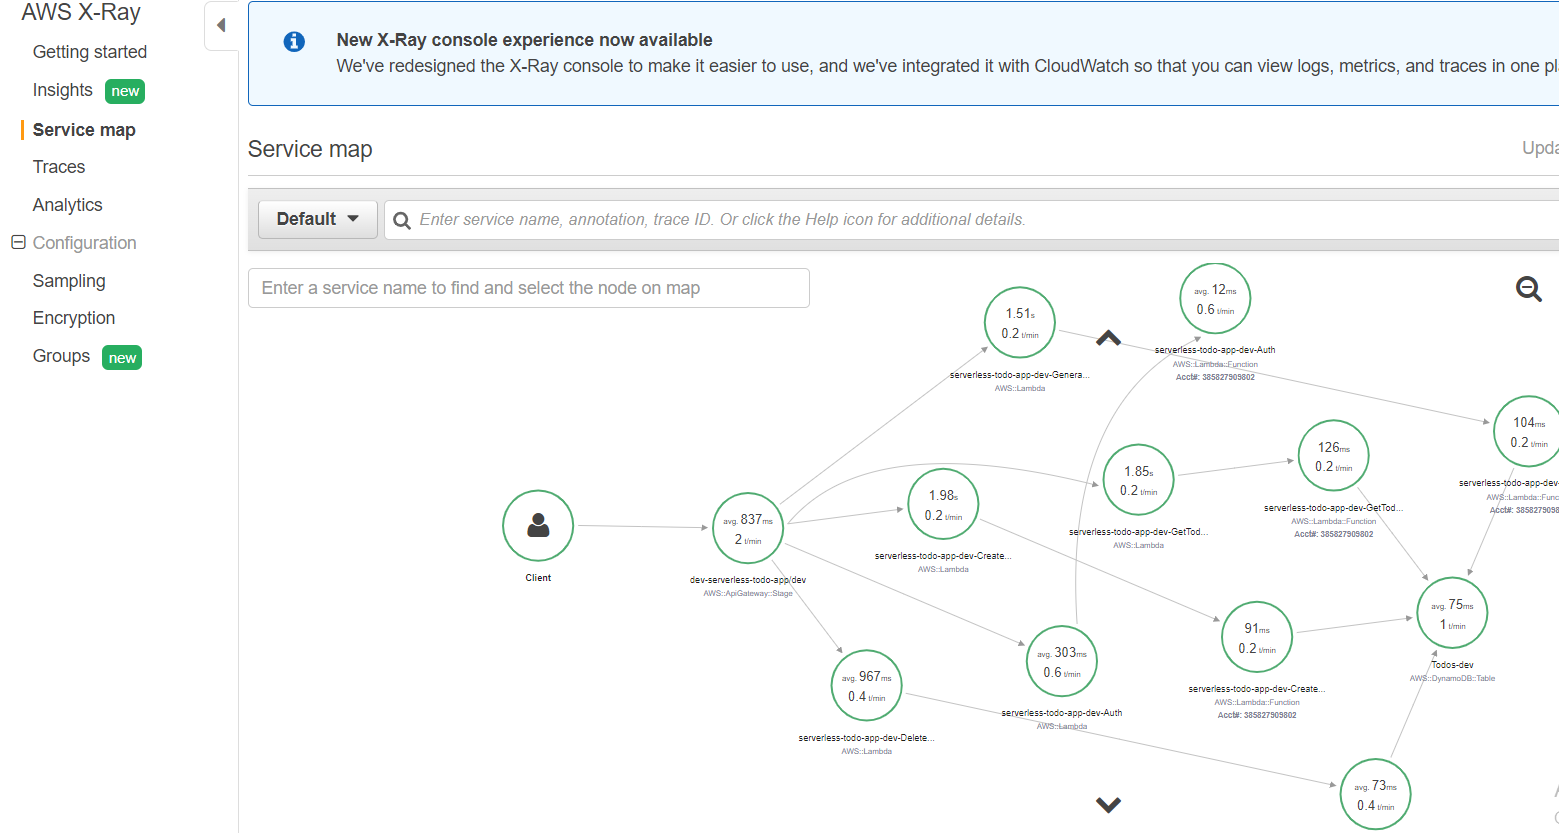 AWS X-Ray
Getting started
Insights new
Service map
Traces
Analytics
Configuration
Sampling
Encryption
Groups new
New X-Ray console experience now available
We've redesigned the X-Ray console to make it easier to use, and we've integrated it with CloudWatch so that you can view logs, metrics, and traces in one pl
Service map
Upda
Default
Enter service name, annotation, trace ID. Or click the Help icon for additional details.
Enter a service name to find and select the node on map
avg. 12ms
0.6 t/min
serverless-todo-app-dev-Auth
AWS::Lambda::Function
Acct#: 385827909802
1.51s
0.2 t/min
serverless-todo-app-dev-Genera...
AWS::Lambda
104ms
0.2 t/min
serverless-todo-app-dev-
AWS::Lambda::Func
Acct#: 3858279098
126ms
0.2 t/min
serverless-todo-app-dev-GetTod...
AWS::Lambda::Function
Acct#: 385827909802
1.85s
0.2 t/min
serverless-todo-app-dev-GetTod...
AWS::Lambda
1.98s
0.2 t/min
serverless-todo-app-dev-Create...
AWS::Lambda
Client
avg. 837ms
2 t/min
dev-serverless-todo-app/dev
AWS::ApiGateway::Stage
avg. 75ms
1 t/min
Todos-dev
AWS::DynamoDB::Table
91ms
0.2 t/min
serverless-todo-app-dev-Create...
AWS::Lambda::Function
Acct#: 385827909802
avg. 303ms
0.6 t/min
serverless-todo-app-dev-Auth
AWS::Lambda
avg. 967ms
0.4 t/min
serverless-todo-app-dev-Delete...
AWS::Lambda
avg. 73ms
0.4 t/min